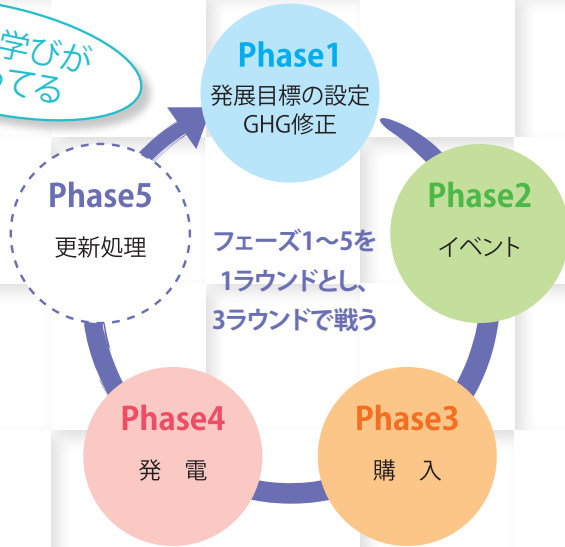 学びが
てる
Phase1
発展目標の設定
GHG修正
Phase2
イベント
Phase3
購　入
Phase4
発　電
Phase5
更新処理
フェーズ1〜5を
1ラウンドとし、
3ラウンドで戦う